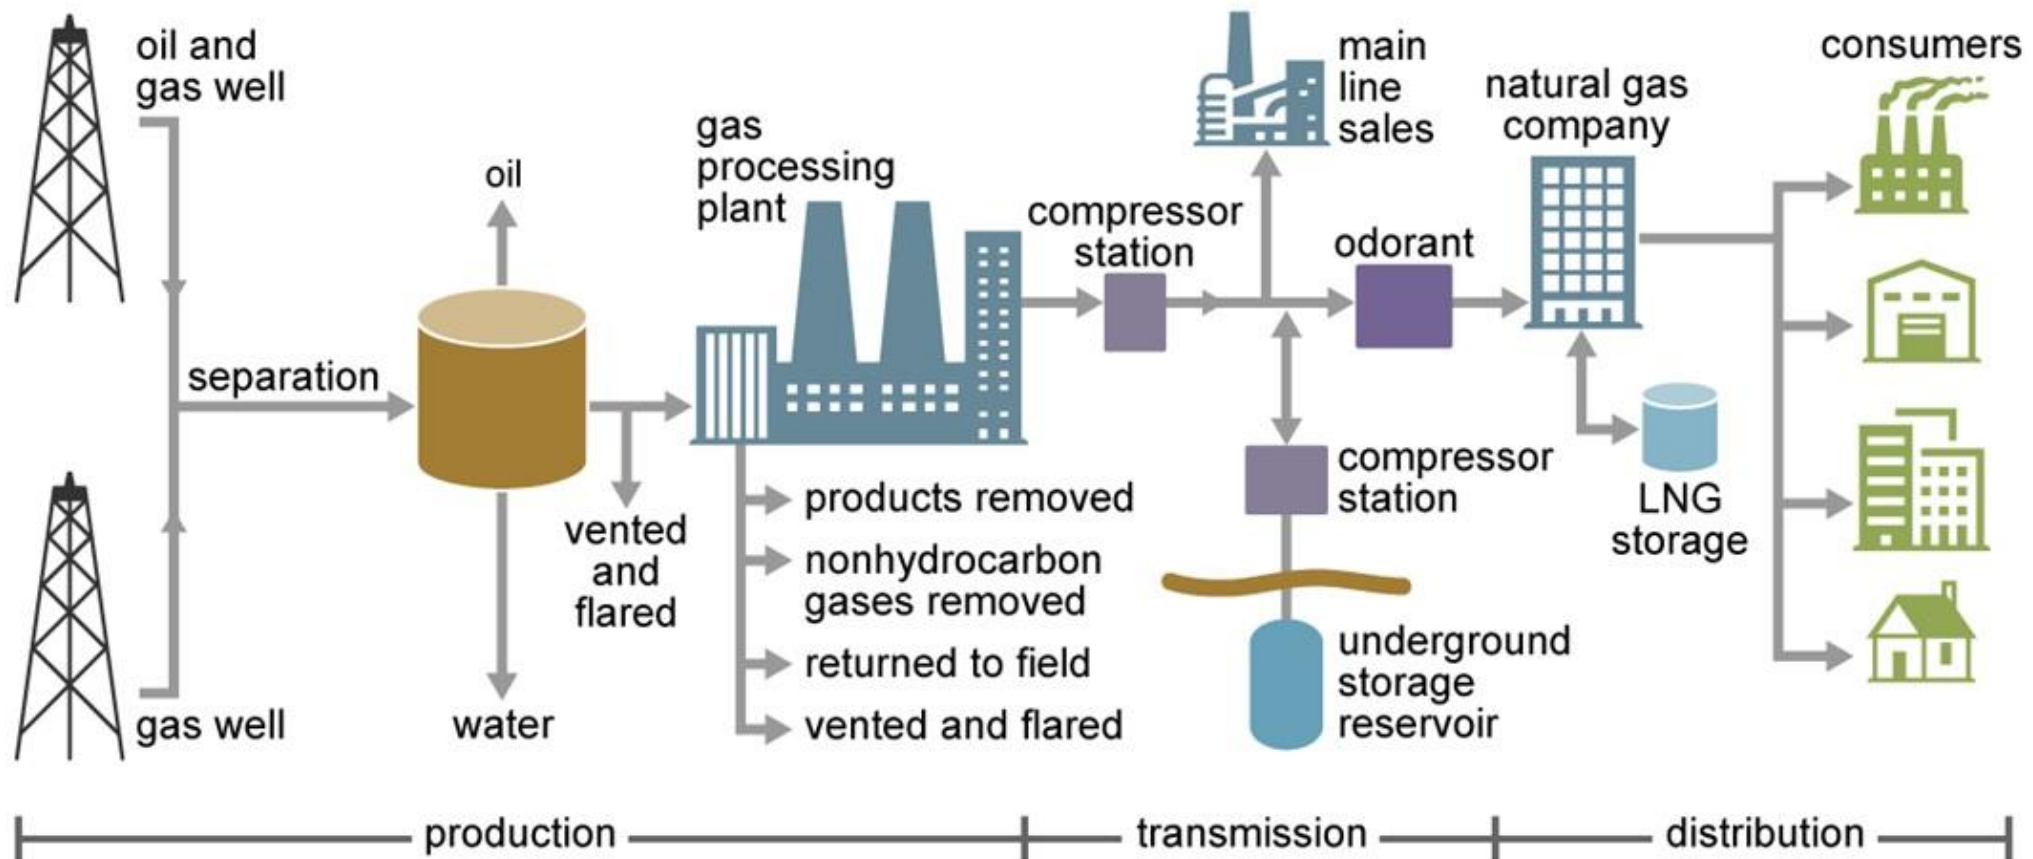 oil and
gas well
gas well
separation
oil
water
vented
and
flared
gas
processing
plant
products removed
nonhydrocarbon
gases removed
returned to field
vented and flared
compressor
station
main
line
sales
odorant
compressor
station
underground
storage
reservoir
natural gas
company
LNG
storage
consumers
production
transmission
distribution